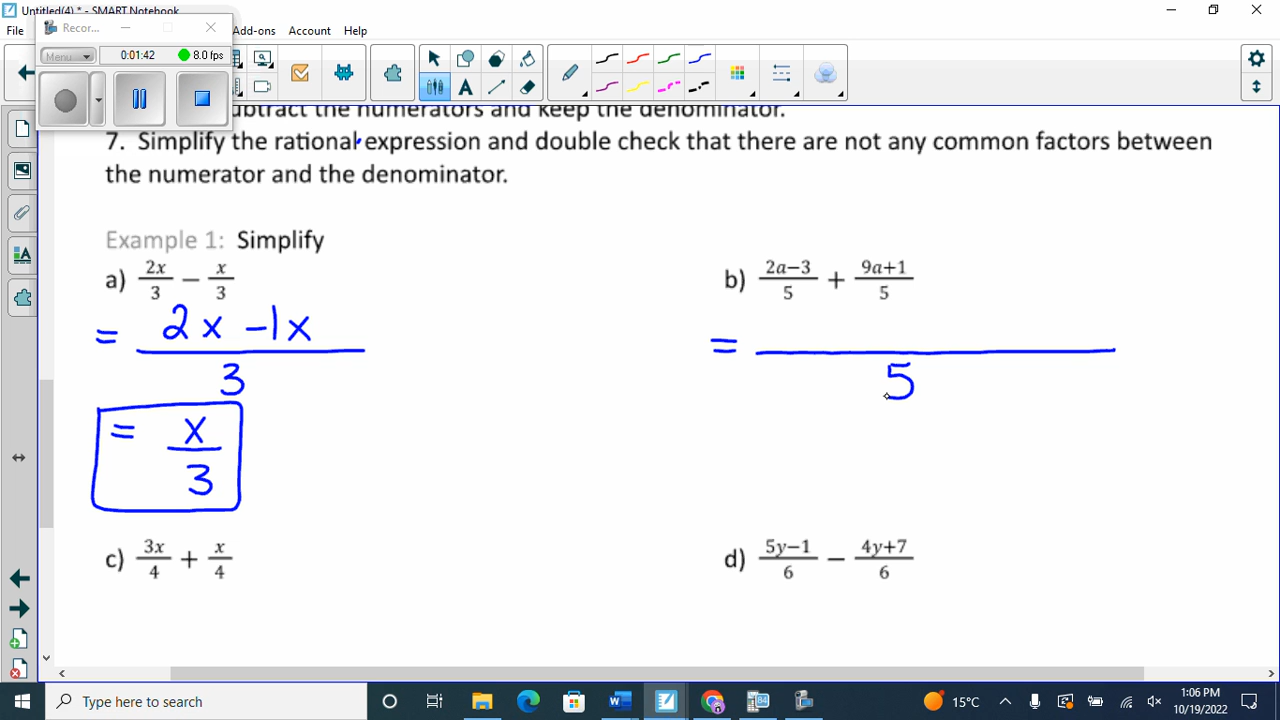 Untitled(4) * - SMART Notebook
Recor...
File
Add-ons Account Help
Menu
0:01:42
8.0 fps
ubtract the numerators and keep the denominator.
7. Simplify the rational expression and double check that there are not any common factors between
the numerator and the denominator.
Example 1: Simplify
a) 2x/3 − x/3
b) 2a−3/5 + 9a+1/5
= 2x -1x
3
=
5
= x
3
c) 3x/4 + x/4
d) 5y−1/6 − 4y+7/6
Type here to search
15°C
1:06 PM
10/19/2022